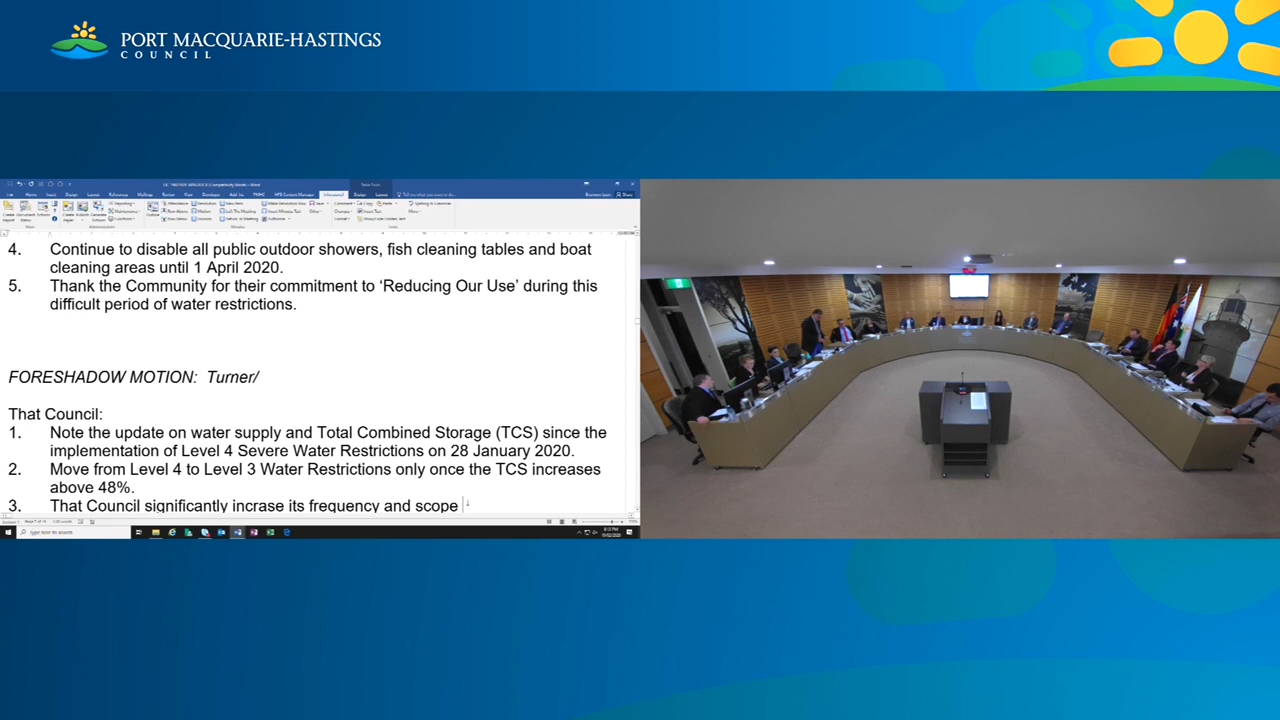 PORT MACQUARIE-HASTINGS
COUNCIL
4. Continue to disable all public outdoor showers, fish cleaning tables and boat
cleaning areas until 1 April 2020.
5. Thank the Community for their commitment to ‘Reducing Our Use’ during this
difficult period of water restrictions.
FORESHADOW MOTION: Turner/
That Council:
1. Note the update on water supply and Total Combined Storage (TCS) since the
implementation of Level 4 Severe Water Restrictions on 28 January 2020.
2. Move from Level 4 to Level 3 Water Restrictions only once the TCS increases
above 48%.
3. That Council significantly incrase its frequency and scope
Type here to search